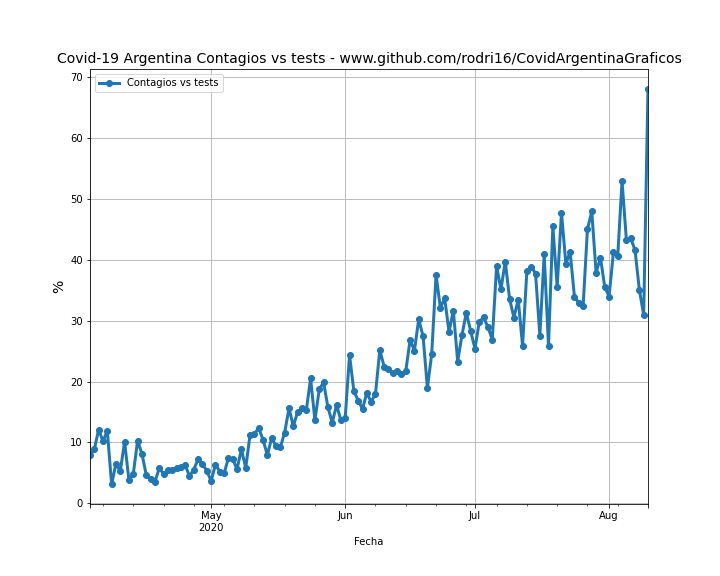 Covid-19 Argentina Contagios vs tests - www.github.com/rodri16/CovidArgentinaGraficos
Contagios vs tests
70
60
50
40
30
20
10
0
%
May
2020
Jun
Jul
Aug
Fecha